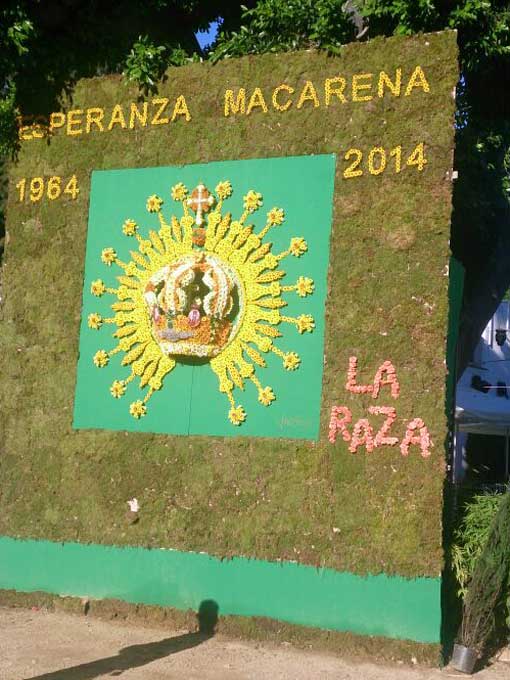 ESPERANZA MACARENA
1964 2014
LA
RAZA